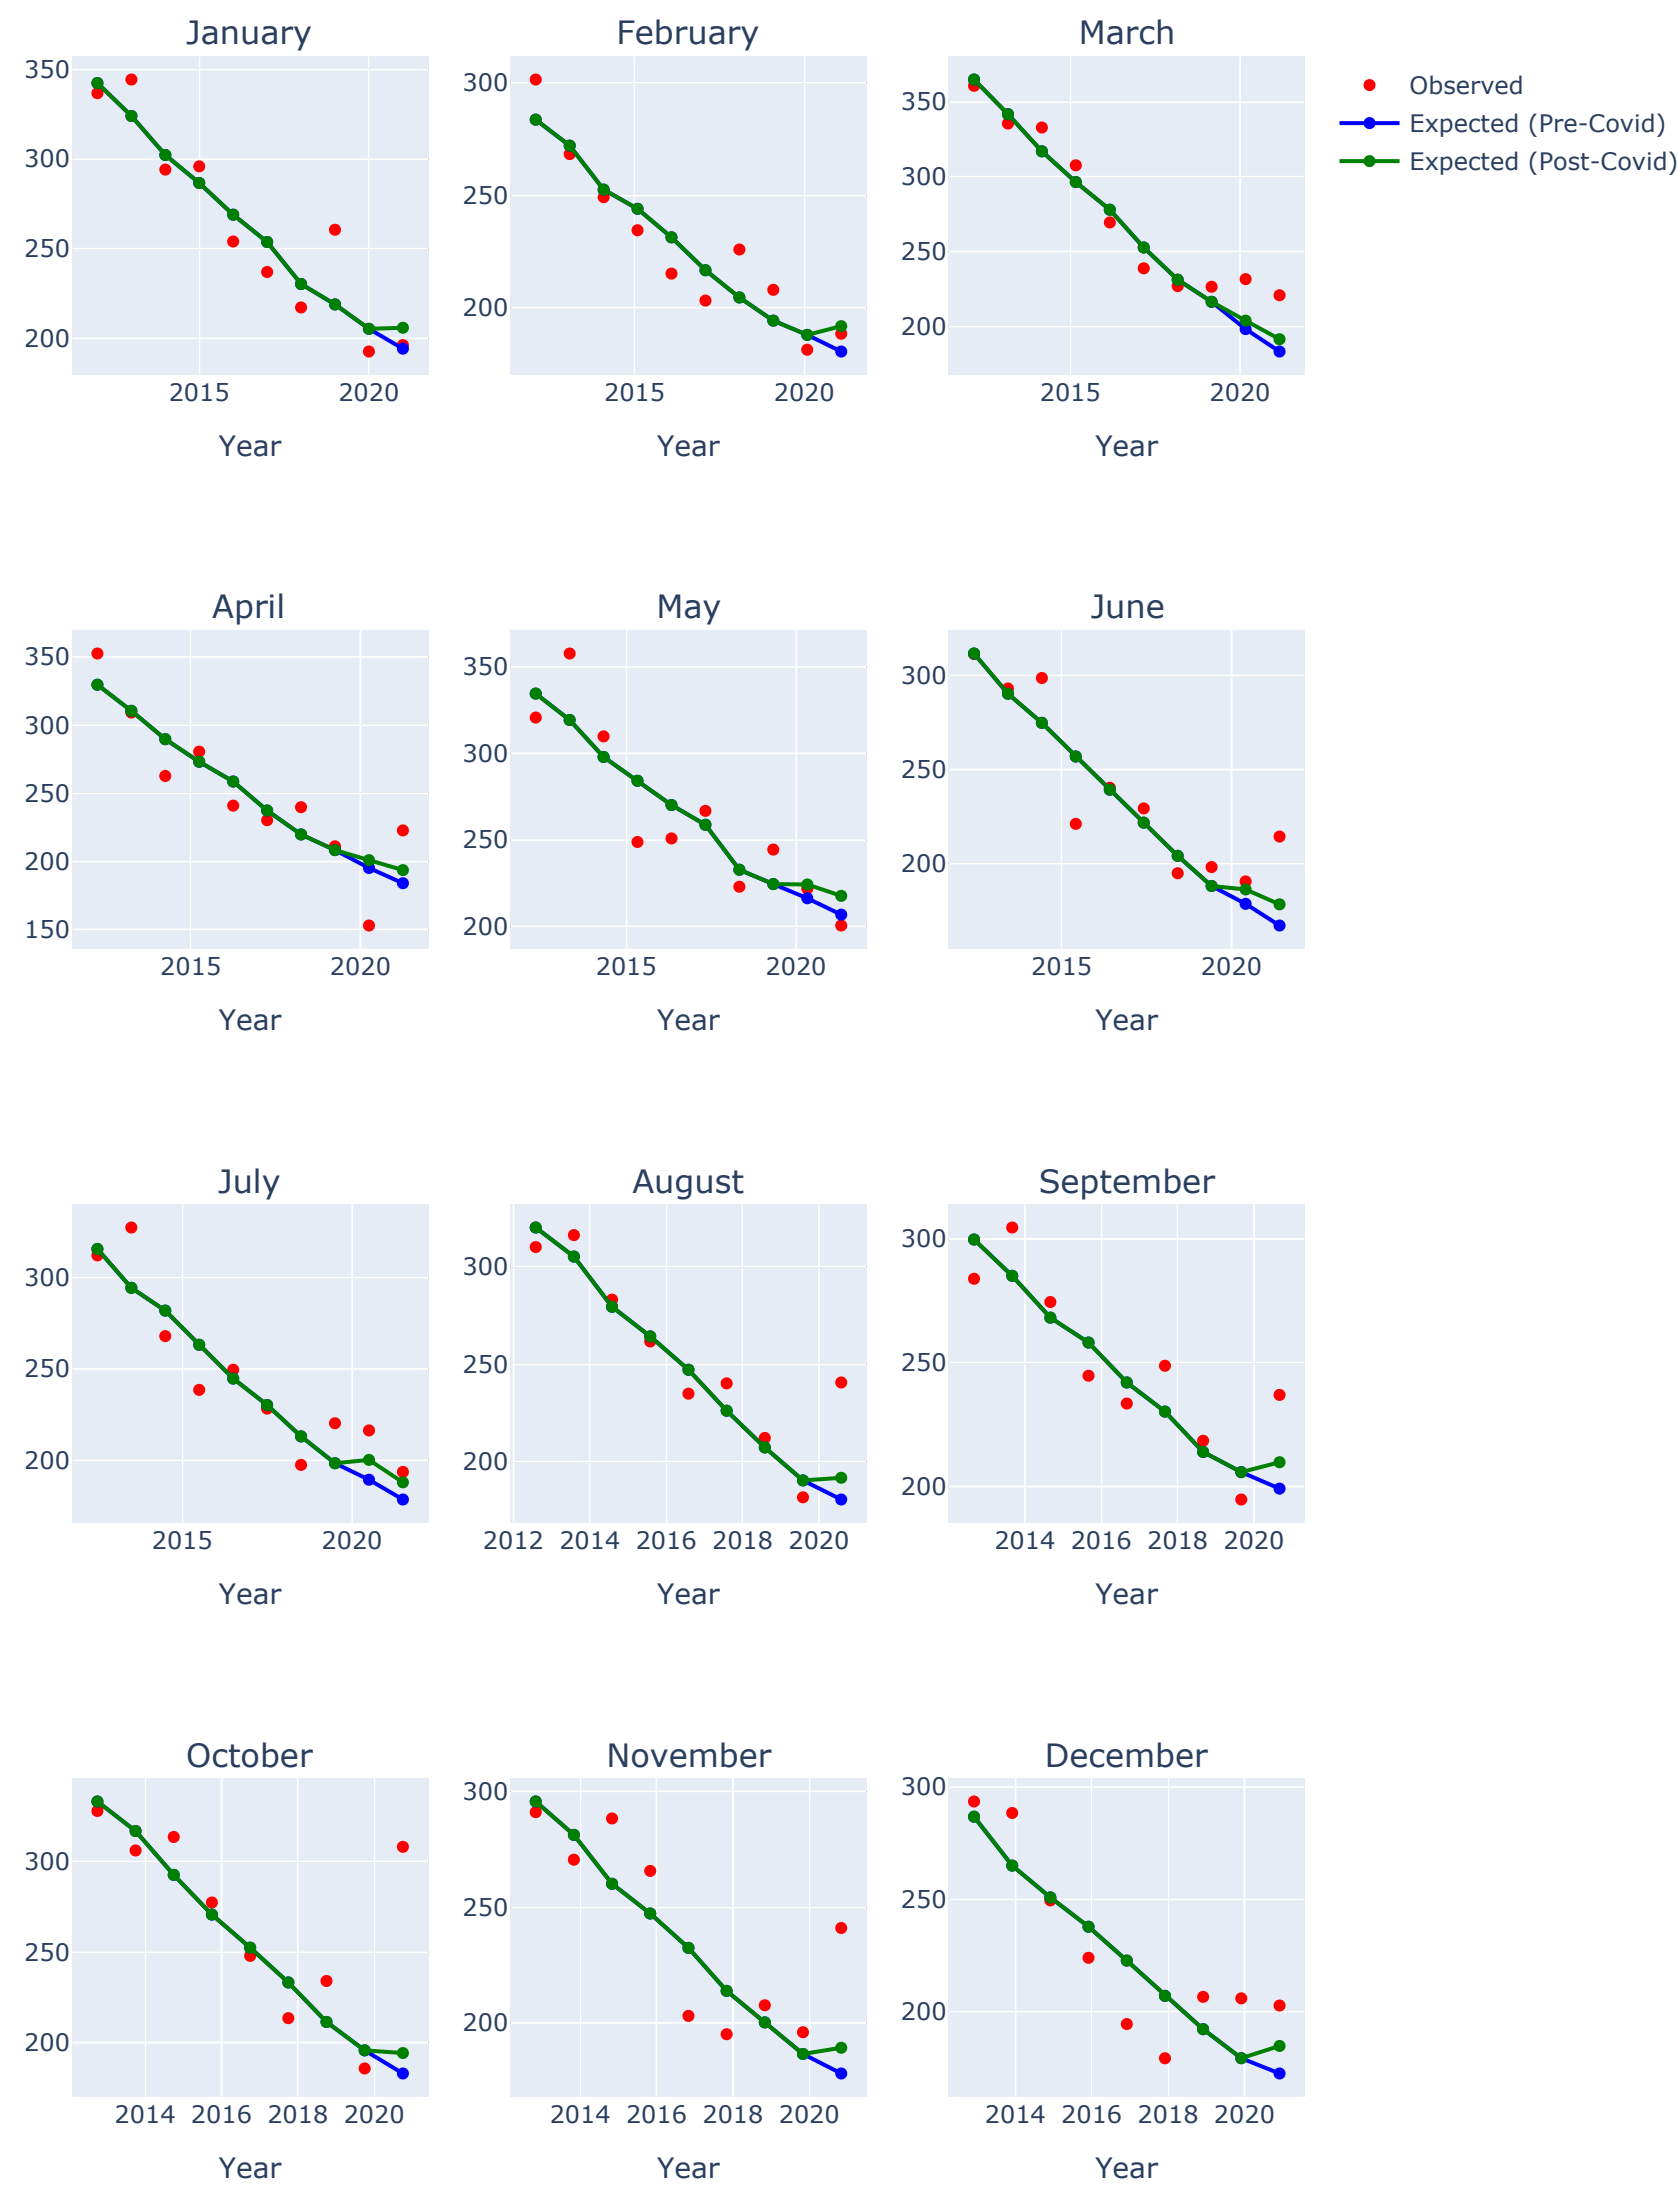 January February March
350
300
250
200
2015 2020
Year
300
250
200
2015 2020
Year
350
300
250
200
2015 2020
Year
Observed
Expected (Pre-Covid)
Expected (Post-Covid)
April May June
350
300
250
200
150
2015 2020
Year
350
300
250
200
2015 2020
Year
300
250
200
2015 2020
Year
July August September
300
250
200
2015 2020
Year
300
250
200
2012 2014 2016 2018 2020
Year
300
250
200
2014 2016 2018 2020
Year
October November December
300
250
200
2014 2016 2018 2020
Year
300
250
200
2014 2016 2018 2020
Year
300
250
200
2014 2016 2018 2020
Year